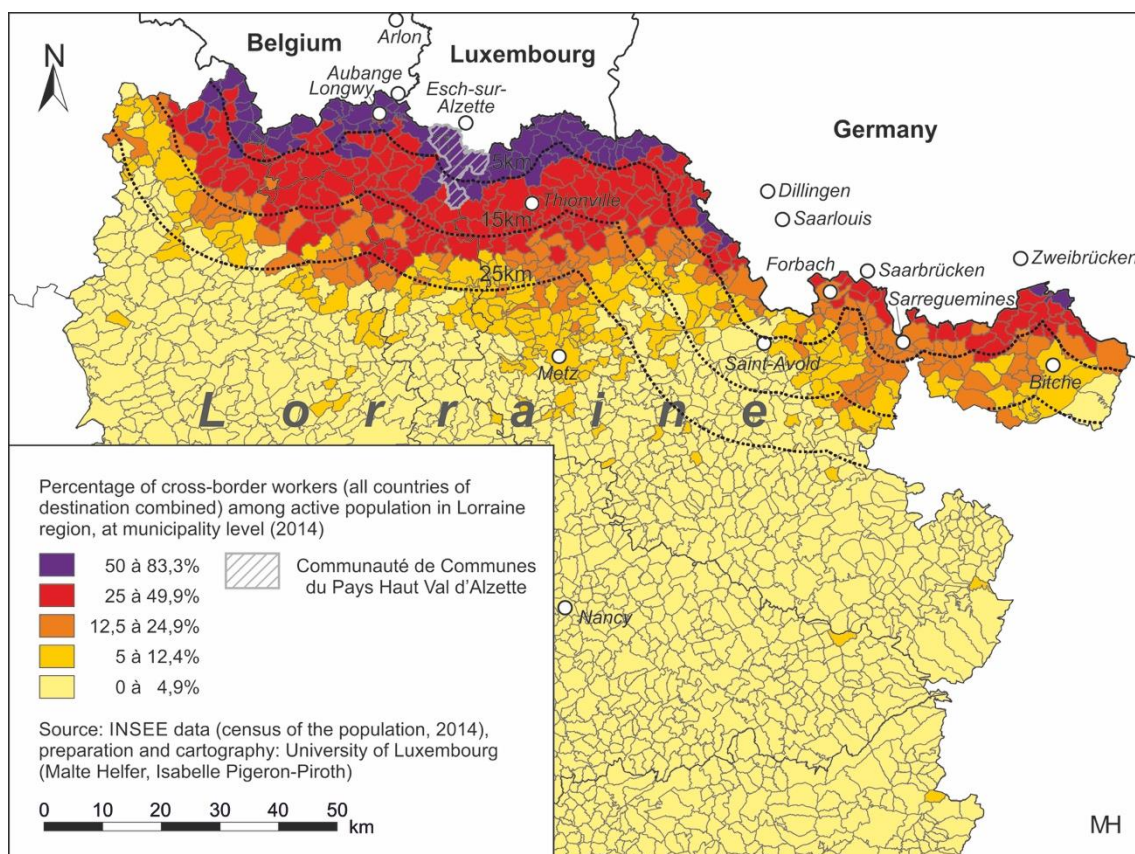 N
Belgium
Arlon
Luxembourg
Aubange
Longwy
Esch-sur-
Alzette
Germany
5km
Dillingen
Thionville
15km
Saarlouis
25km
Forbach
Saarbrücken
Zweibrücken
Sarreguemines
Metz
Saint-Avold
Bitche
Lorraine
Percentage of cross-border workers (all countries of
destination combined) among active population in Lorraine
region, at municipality level (2014)
50 à 83,3%
25 à 49,9%
12,5 à 24,9%
5 à 12,4%
0 à 4,9%
Communauté de Communes
du Pays Haut Val d’Alzette
Nancy
Source: INSEE data (census of the population, 2014),
preparation and cartography: University of Luxembourg
(Malte Helfer, Isabelle Pigeron-Piroth)
0 10 20 30 40 50
km
MH